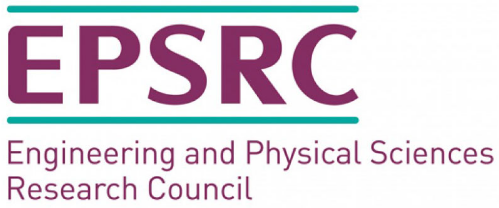 EPSRC
Engineering and Physical Sciences
Research Council